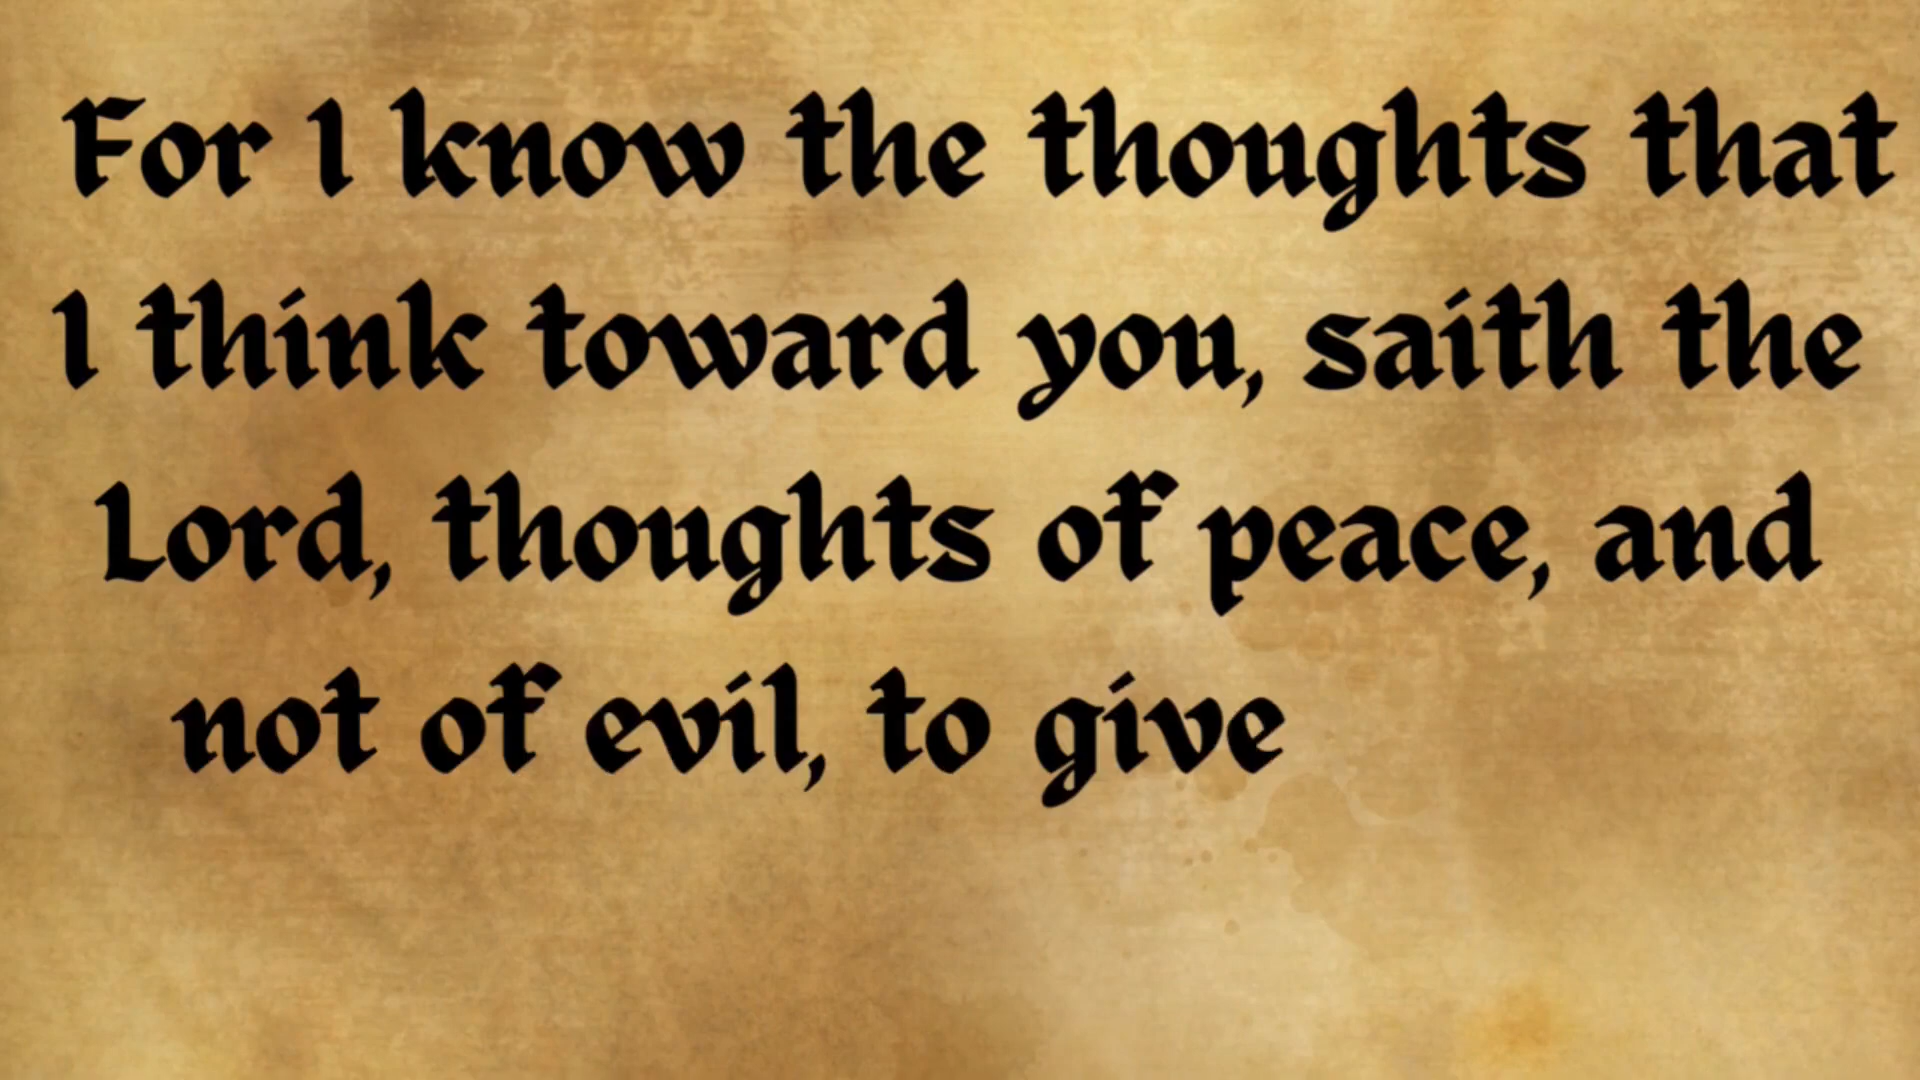 For I know the thoughts that
I think toward you, saith the
Lord, thoughts of peace, and
not of evil, to give